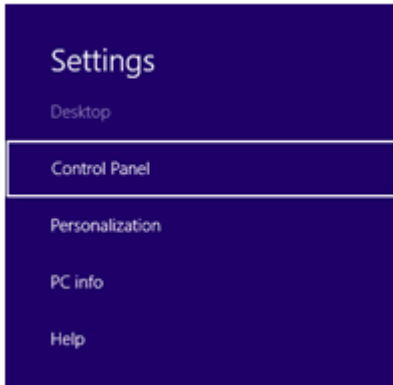 Settings
Desktop
Control Panel
Personalization
PC info
Help